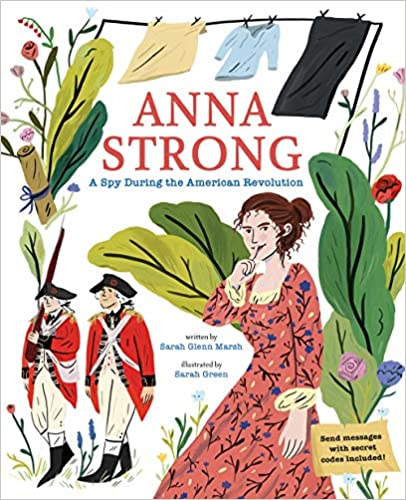 ANNA
STRONG
A Spy During the American Revolution
written by
Sarah Glenn Marsh
illustrated by
Sarah Green
Send messages
with secret
codes included!